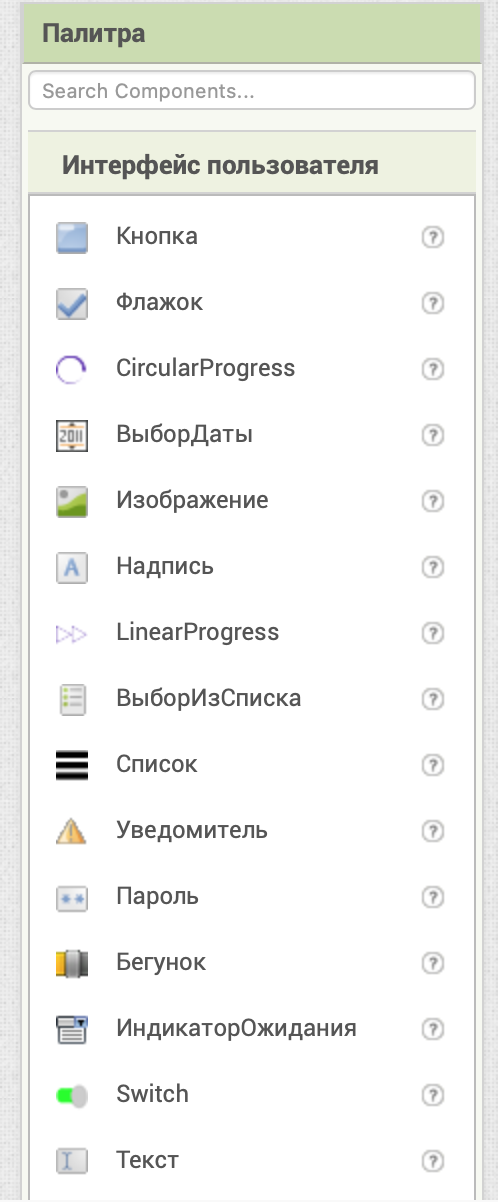 Палитра
Search Components...
Интерфейс пользователя
Кнопка ?
Флажок ?
CircularProgress ?
2011 ВыборДаты ?
Изображение ?
A Надпись ?
LinearProgress ?
ВыборИзСписка ?
Список ?
Уведомитель ?
** Пароль ?
Бегунок ?
ИндикаторОжидания ?
Switch ?
Текст ?